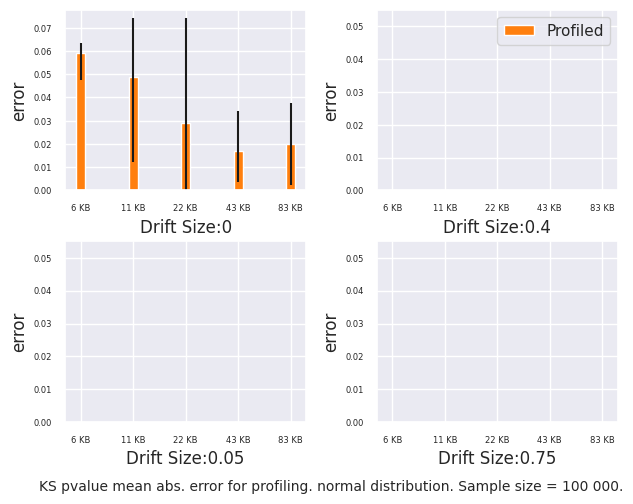 0.07
0.06
0.05
0.04
0.03
0.02
0.01
0.00
error
6 KB 11 KB 22 KB 43 KB 83 KB
Drift Size:0
Profiled
0.05
0.04
0.03
0.02
0.01
0.00
error
6 KB 11 KB 22 KB 43 KB 83 KB
Drift Size:0.4
0.05
0.04
0.03
0.02
0.01
0.00
error
6 KB 11 KB 22 KB 43 KB 83 KB
Drift Size:0.05
0.05
0.04
0.03
0.02
0.01
0.00
error
6 KB 11 KB 22 KB 43 KB 83 KB
Drift Size:0.75
KS pvalue mean abs. error for profiling. normal distribution. Sample size = 100 000.